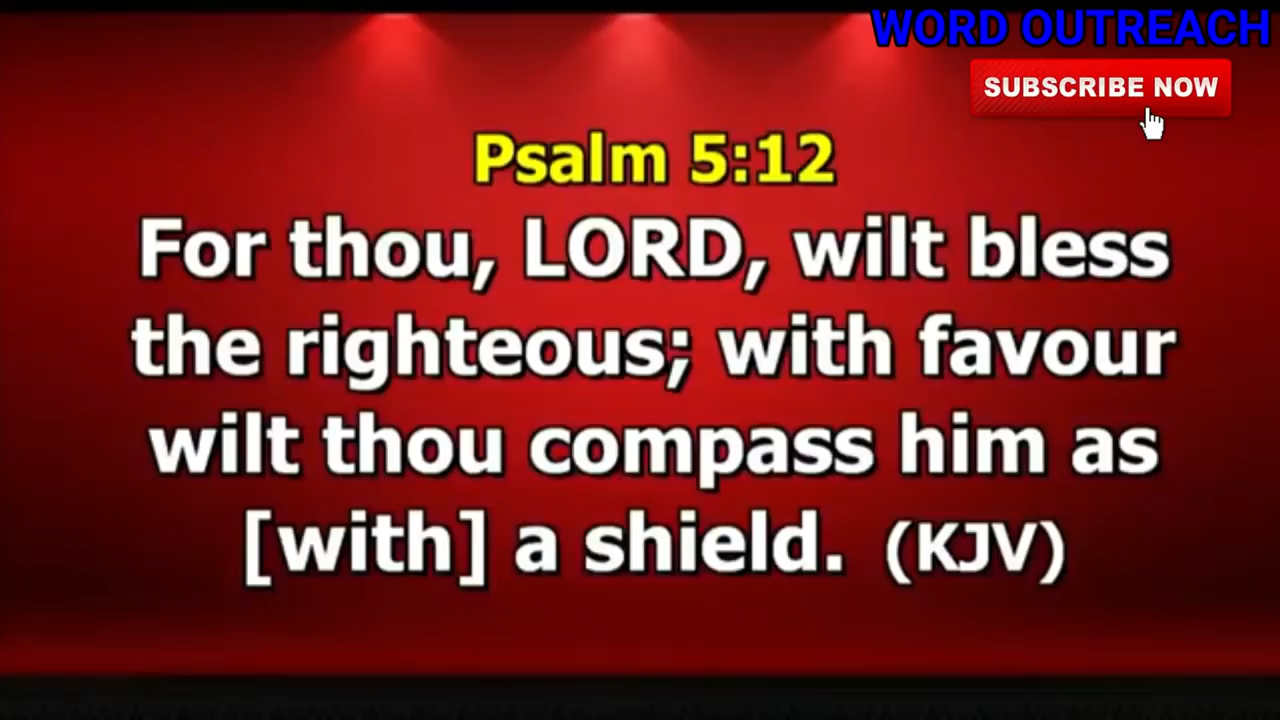 WORD OUTREACH
SUBSCRIBE NOW
Psalm 5:12
For thou, LORD, wilt bless
the righteous; with favour
wilt thou compass him as
[with] a shield. (KJV)